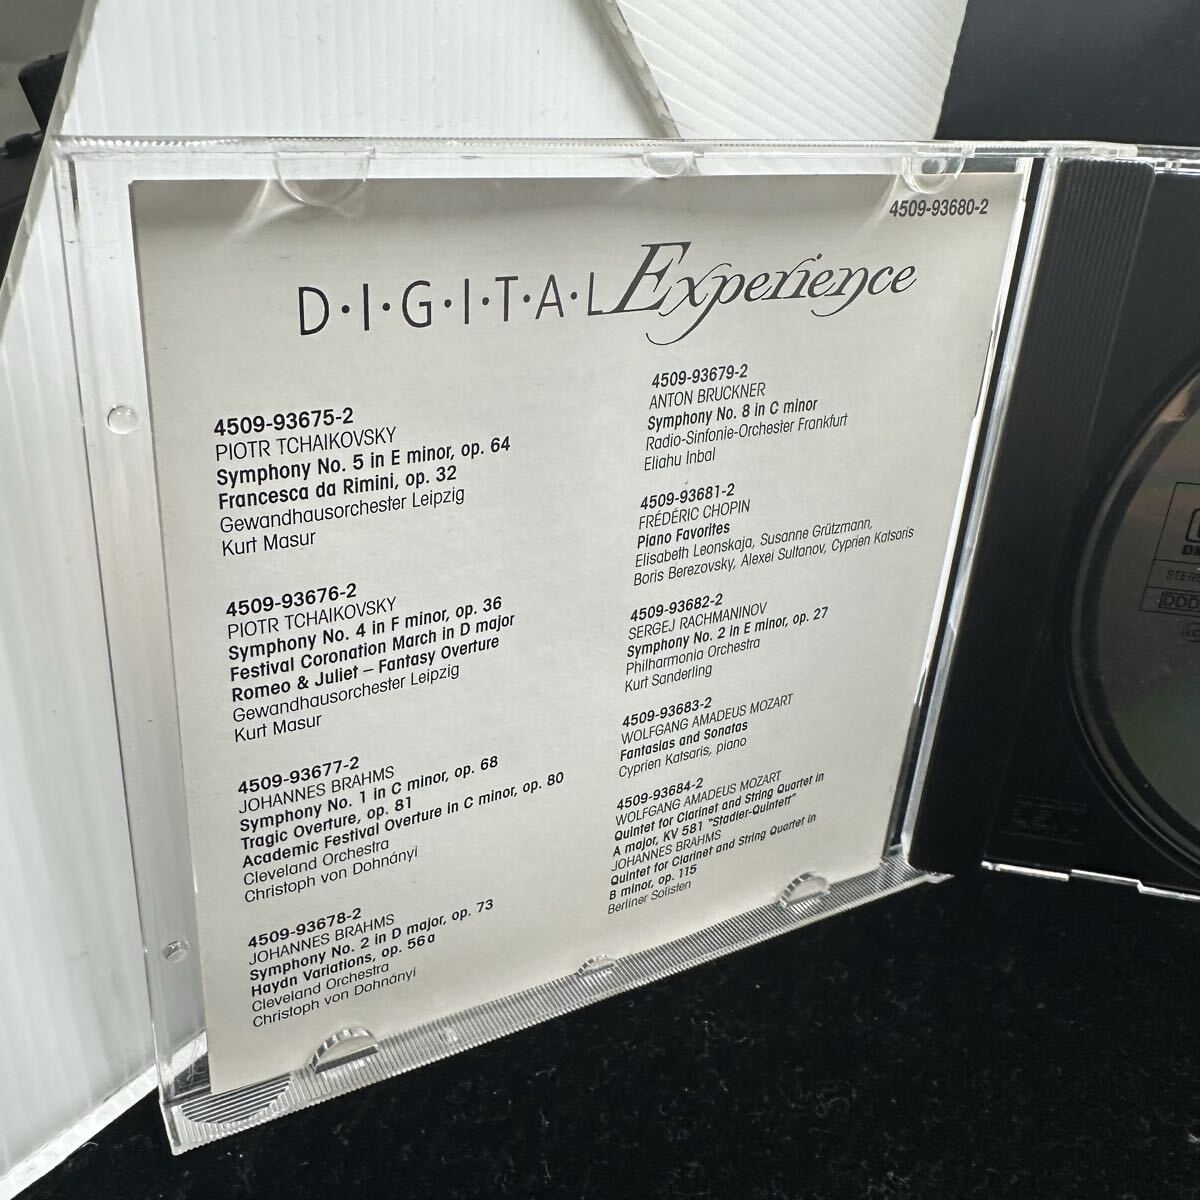 4509-93680-2
D·I·G·I·T·A·L Experience
4509-93675-2
PIOTR TCHAIKOVSKY
Symphony No. 5 in E minor, op. 64
Francesca da Rimini, op. 32
Gewandhausorchester Leipzig
Kurt Masur
4509-93676-2
PIOTR TCHAIKOVSKY
Symphony No. 4 in F minor, op. 36
Festival Coronation March in D major
Romeo & Juliet – Fantasy Overture
Gewandhausorchester Leipzig
Kurt Masur
4509-93677-2
JOHANNES BRAHMS
Symphony No. 1 in C minor, op. 68
Tragic Overture, op. 81
Academic Festival Overture in C minor, op. 80
Cleveland Orchestra
Christoph von Dohnányi
4509-93678-2
JOHANNES BRAHMS
Symphony No. 2 in D major, op. 73
Haydn Variations, op. 56a
Cleveland Orchestra
Christoph von Dohnányi
4509-93679-2
ANTON BRUCKNER
Symphony No. 8 in C minor
Radio-Sinfonie-Orchester Frankfurt
Eliahu Inbal
4509-93681-2
FRÉDÉRIC CHOPIN
Piano Favorites
Elisabeth Leonskaja, Susanne Grützmann,
Boris Berezovsky, Alexei Sultanov, Cyprien Katsaris
4509-93682-2
SERGEJ RACHMANINOV
Symphony No. 2 in E minor, op. 27
Philharmonia Orchestra
Kurt Sanderling
4509-93683-2
WOLFGANG AMADEUS MOZART
Fantasias and Sonatas
Cyprien Katsaris, piano
4509-93684-2
WOLFGANG AMADEUS MOZART
Quintet for Clarinet and String Quartet in
A major, KV 581 "Stadler-Quintett"
JOHANNES BRAHMS
Quintet for Clarinet and String Quartet in
B minor, op. 115
Berliner Solisten
DDD